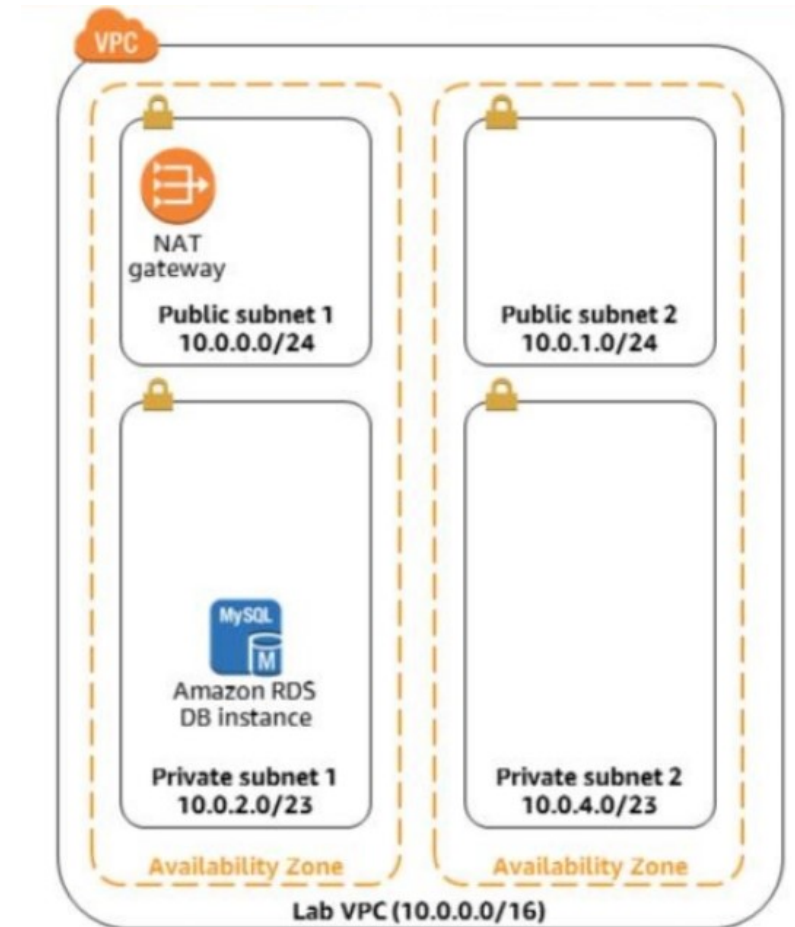 VPC
NAT
gateway
Public subnet 1
10.0.0.0/24
Public subnet 2
10.0.1.0/24
MySQL
M
Amazon RDS
DB instance
Private subnet 1
10.0.2.0/23
Private subnet 2
10.0.4.0/23
Availability Zone
Availability Zone
Lab VPC (10.0.0.0/16)